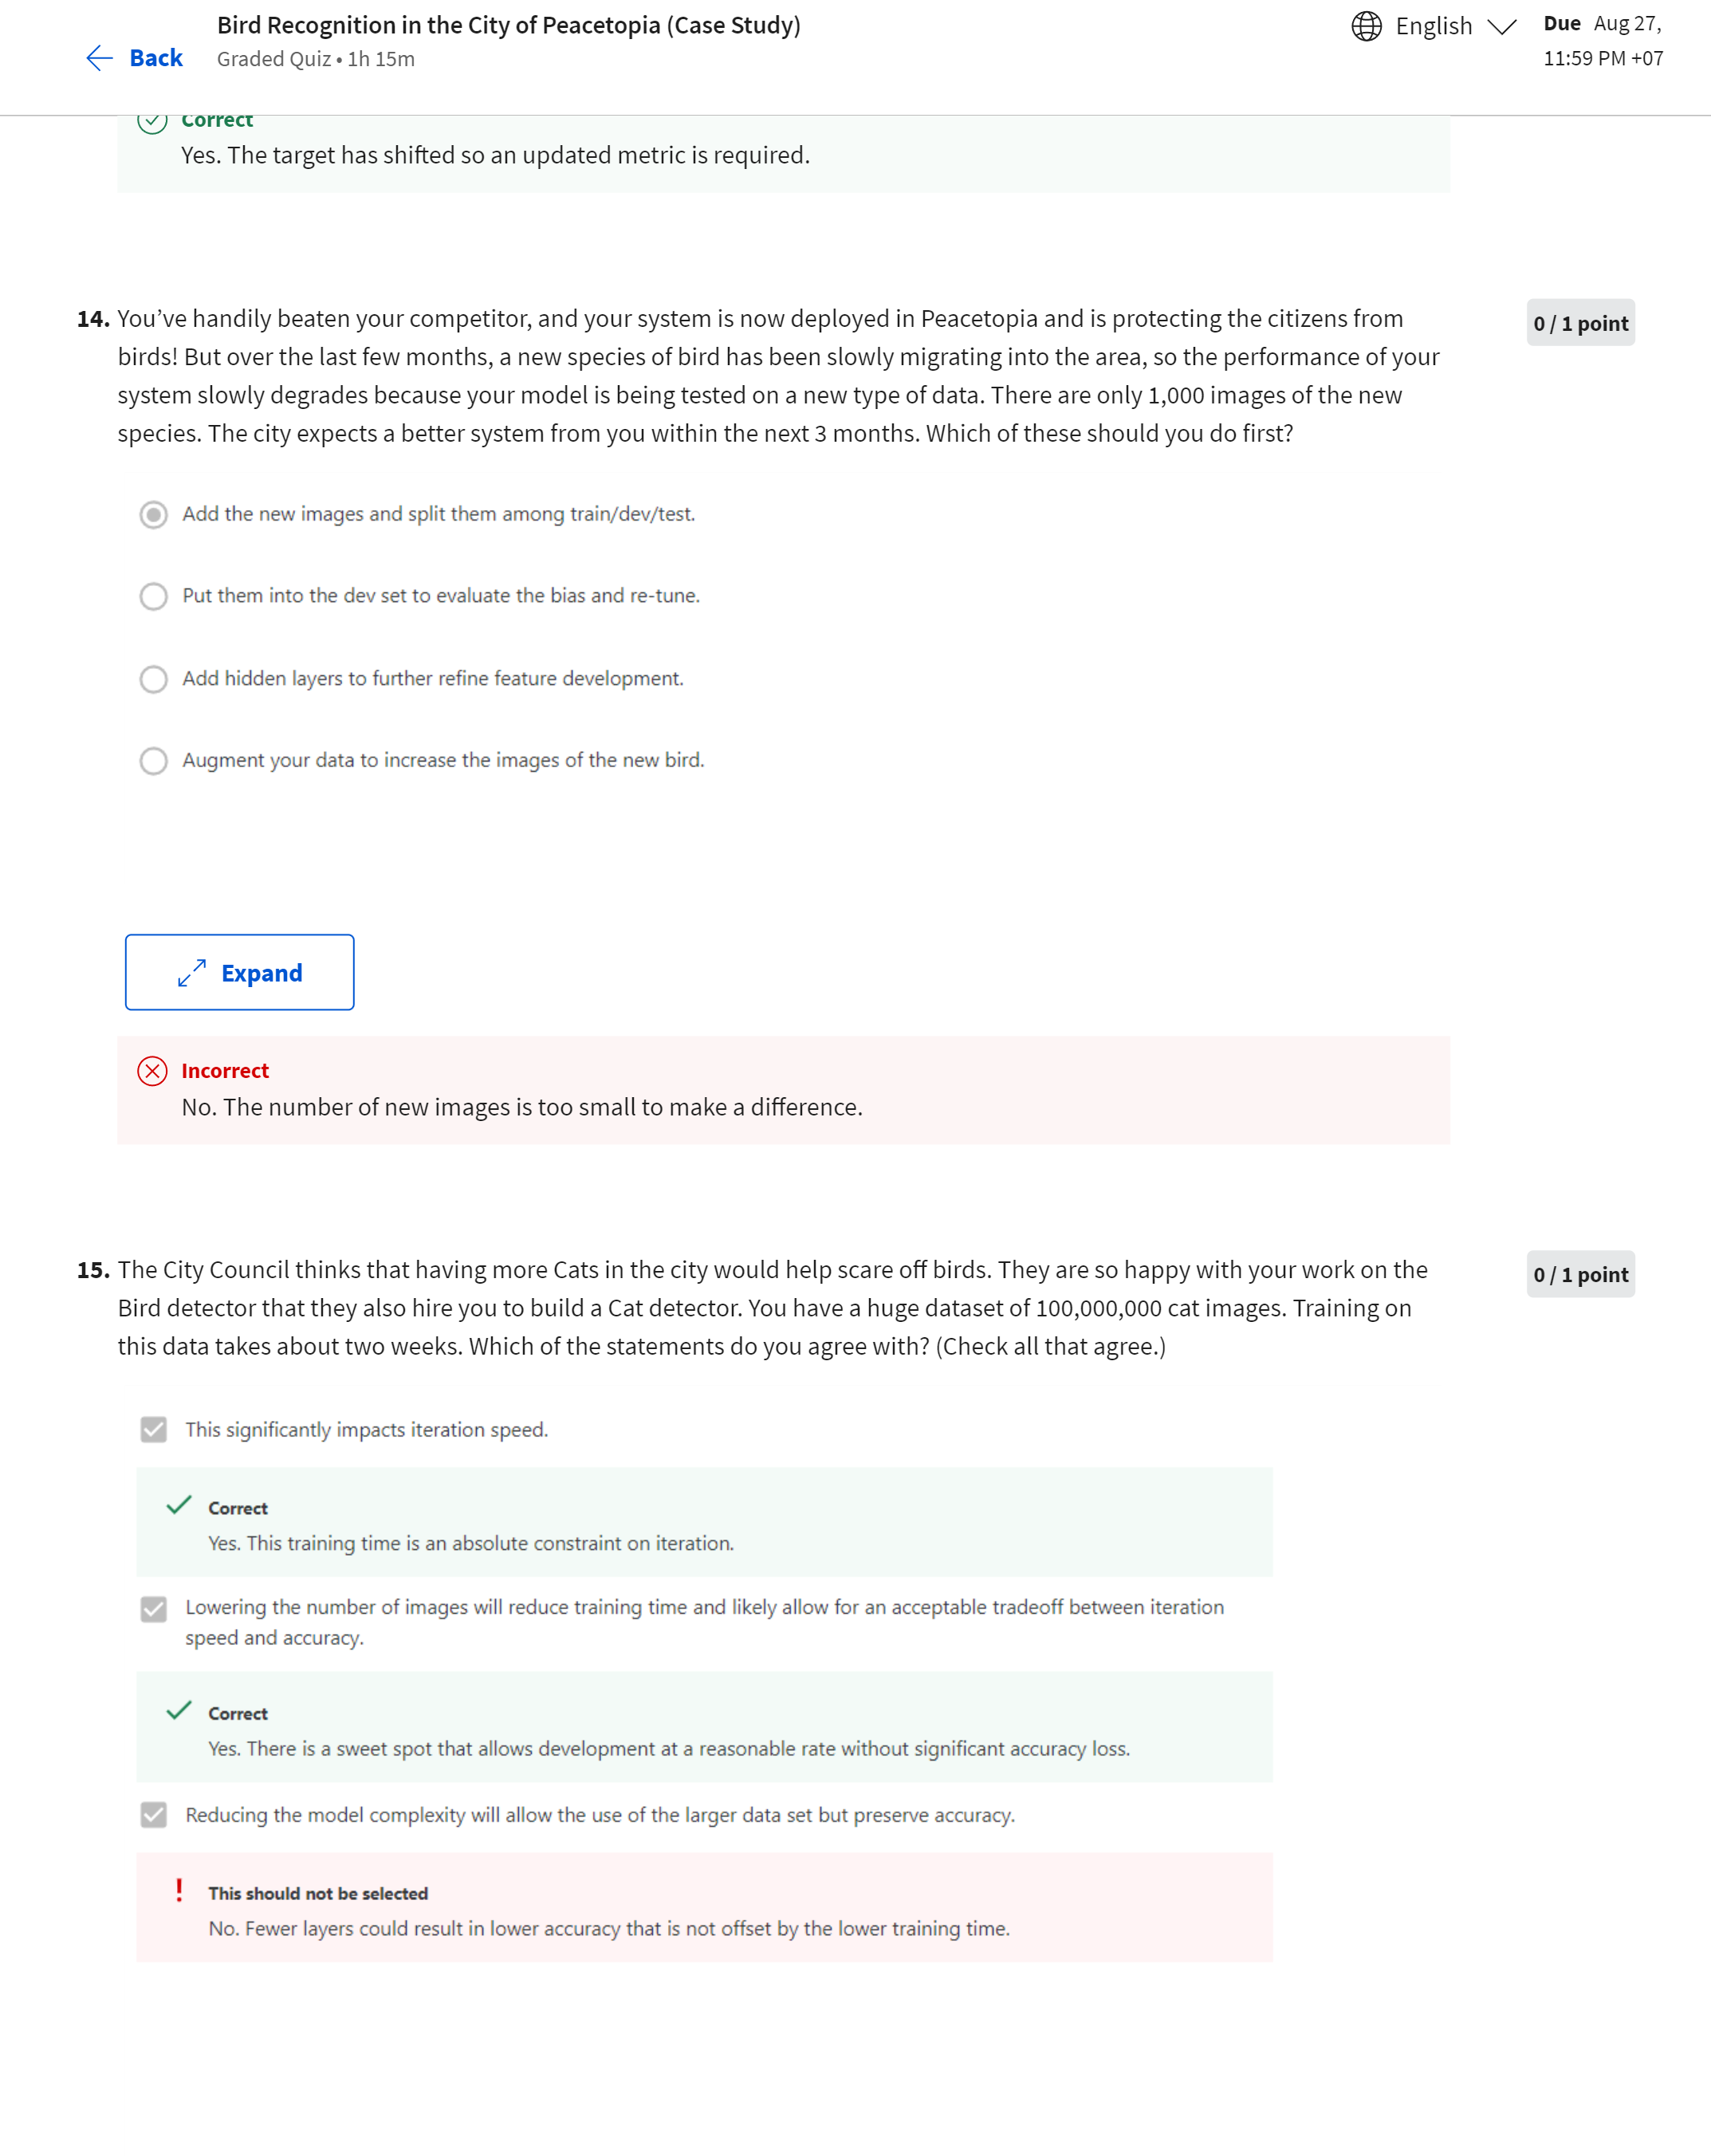 Bird Recognition in the City of Peacetopia (Case Study)
Back
Graded Quiz • 1h 15m
English
Due Aug 27,
11:59 PM +07
Correct
Yes. The target has shifted so an updated metric is required.
14. You've handily beaten your competitor, and your system is now deployed in Peacetopia and is protecting the citizens from
birds! But over the last few months, a new species of bird has been slowly migrating into the area, so the performance of your
system slowly degrades because your model is being tested on a new type of data. There are only 1,000 images of the new
species. The city expects a better system from you within the next 3 months. Which of these should you do first?
0 / 1 point
Add the new images and split them among train/dev/test.
Put them into the dev set to evaluate the bias and re-tune.
Add hidden layers to further refine feature development.
Augment your data to increase the images of the new bird.
Expand
Incorrect
No. The number of new images is too small to make a difference.
15. The City Council thinks that having more Cats in the city would help scare off birds. They are so happy with your work on the
Bird detector that they also hire you to build a Cat detector. You have a huge dataset of 100,000,000 cat images. Training on
this data takes about two weeks. Which of the statements do you agree with? (Check all that agree.)
0 / 1 point
This significantly impacts iteration speed.
Correct
Yes. This training time is an absolute constraint on iteration.
Lowering the number of images will reduce training time and likely allow for an acceptable tradeoff between iteration
speed and accuracy.
Correct
Yes. There is a sweet spot that allows development at a reasonable rate without significant accuracy loss.
Reducing the model complexity will allow the use of the larger data set but preserve accuracy.
This should not be selected
No. Fewer layers could result in lower accuracy that is not offset by the lower training time.